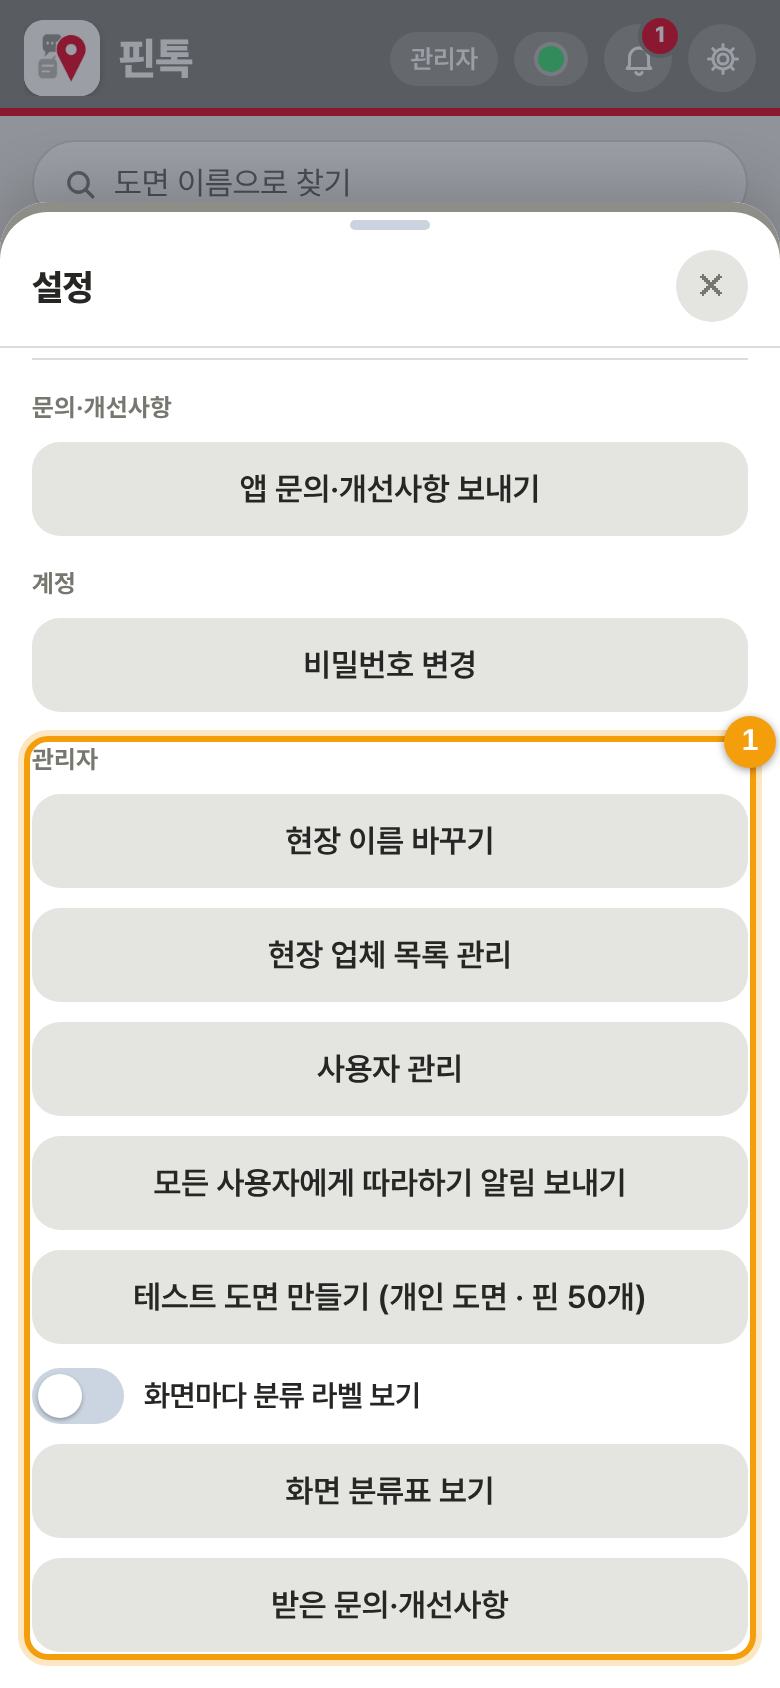 핀톡
관리자
1
도면 이름으로 찾기
설정
문의·개선사항
앱 문의·개선사항 보내기
계정
비밀번호 변경
1
관리자
현장 이름 바꾸기
현장 업체 목록 관리
사용자 관리
모든 사용자에게 따라하기 알림 보내기
테스트 도면 만들기 (개인 도면 · 핀 50개)
화면마다 분류 라벨 보기
화면 분류표 보기
받은 문의·개선사항